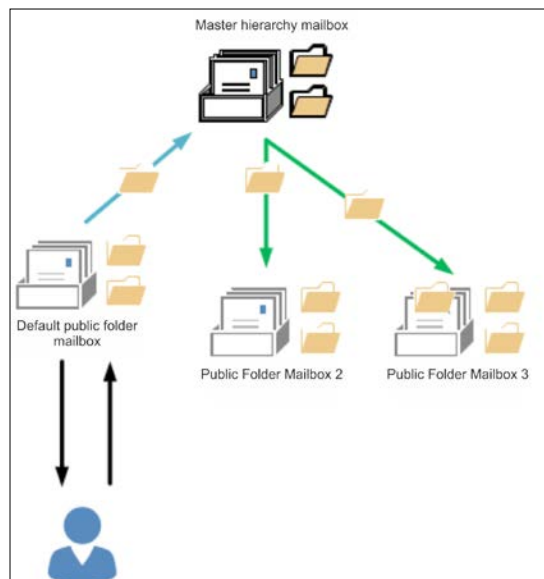 Master hierarchy mailbox
Default public folder
mailbox
Public Folder Mailbox 2
Public Folder Mailbox 3